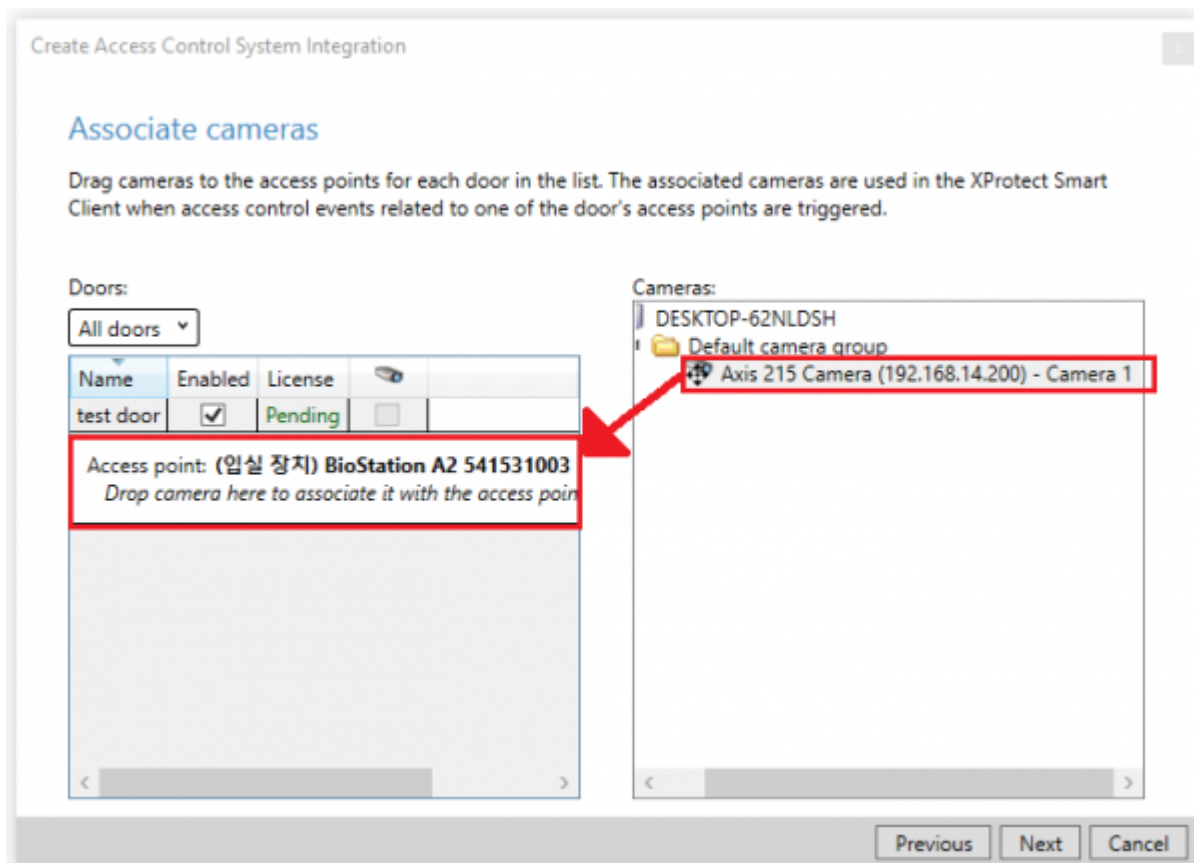 Create Access Control System Integration
Associate cameras
Drag cameras to the access points for each door in the list. The associated cameras are used in the XProtect Smart
Client when access control events related to one of the door's access points are triggered.
Doors:
All doors
Name Enabled License
test door Pending
Access point: (입실 장치) BioStation A2 541531003
Drop camera here to associate it with the access poin
Cameras:
DESKTOP-62NLDSH
Default camera group
Axis 215 Camera (192.168.14.200) - Camera 1
Previous Next Cancel